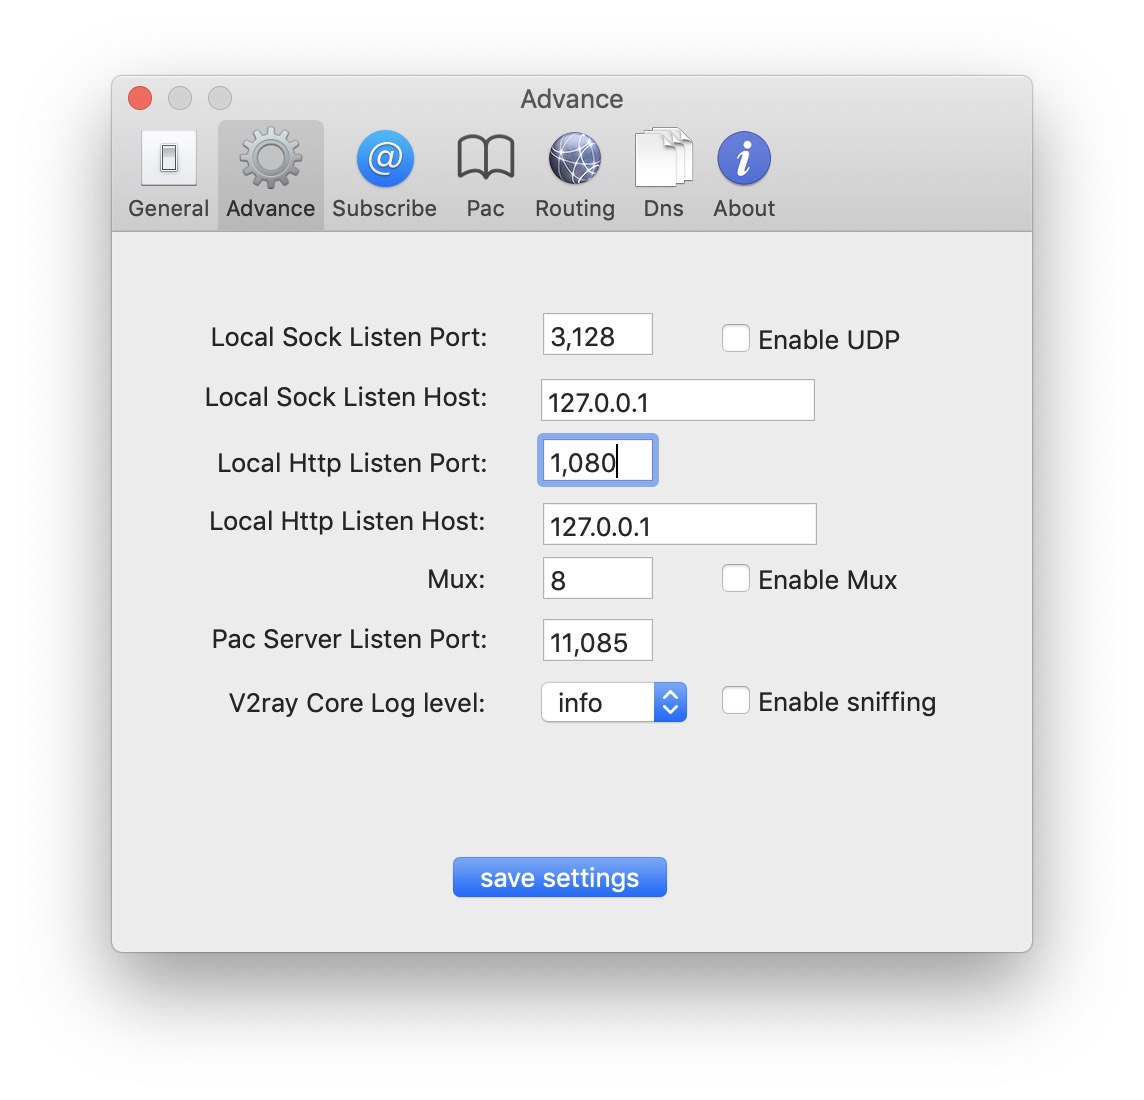 Advance
General Advance Subscribe Pac Routing Dns About
Local Sock Listen Port: 3,128 Enable UDP
Local Sock Listen Host: 127.0.0.1
Local Http Listen Port: 1,080
Local Http Listen Host: 127.0.0.1
Mux: 8 Enable Mux
Pac Server Listen Port: 11,085
V2ray Core Log level: info Enable sniffing
save settings